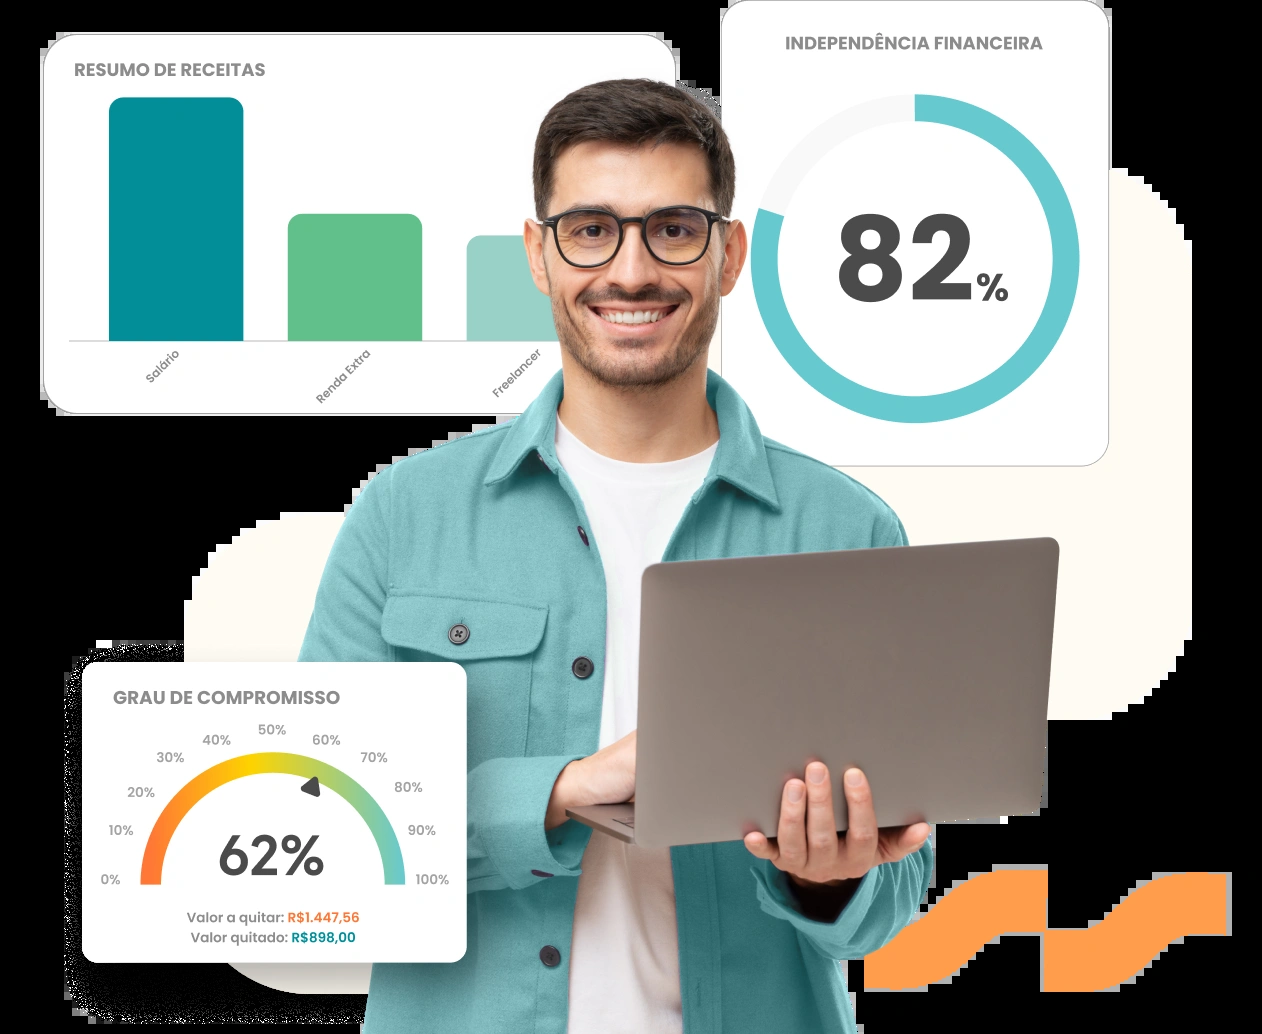 RESUMO DE RECEITAS
Salário
Renda Extra
Freelancer
INDEPENDÊNCIA FINANCEIRA
82%
GRAU DE COMPROMISSO
0%
10%
20%
30%
40%
50%
60%
70%
80%
90%
100%
62%
Valor a quitar: R$1.447,56
Valor quitado: R$898,00